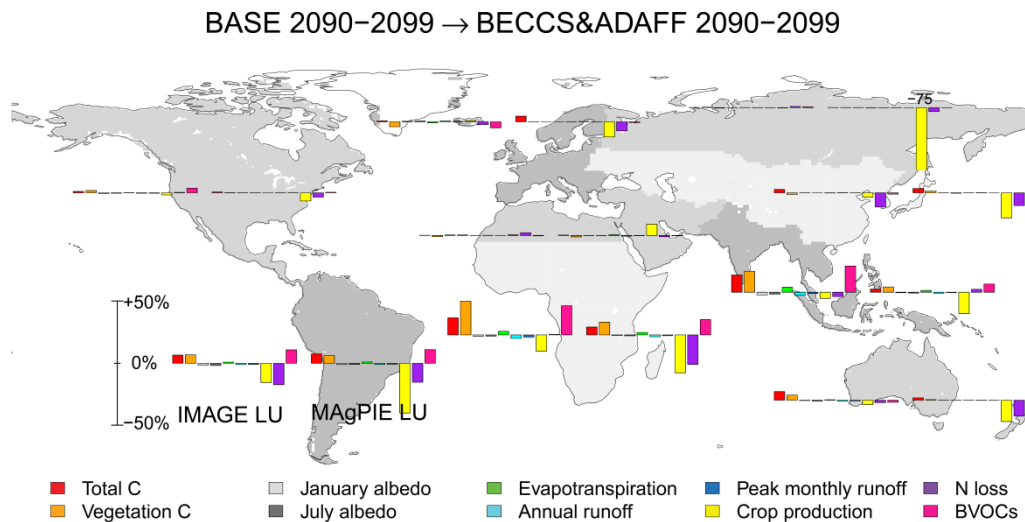 BASE 2090−2099 → BECCS&ADAFF 2090−2099
−75
+50%
0%
−50%
IMAGE LU
MAgPIE LU
Total C
January albedo
Evapotranspiration
Peak monthly runoff
N loss
Vegetation C
July albedo
Annual runoff
Crop production
BVOCs